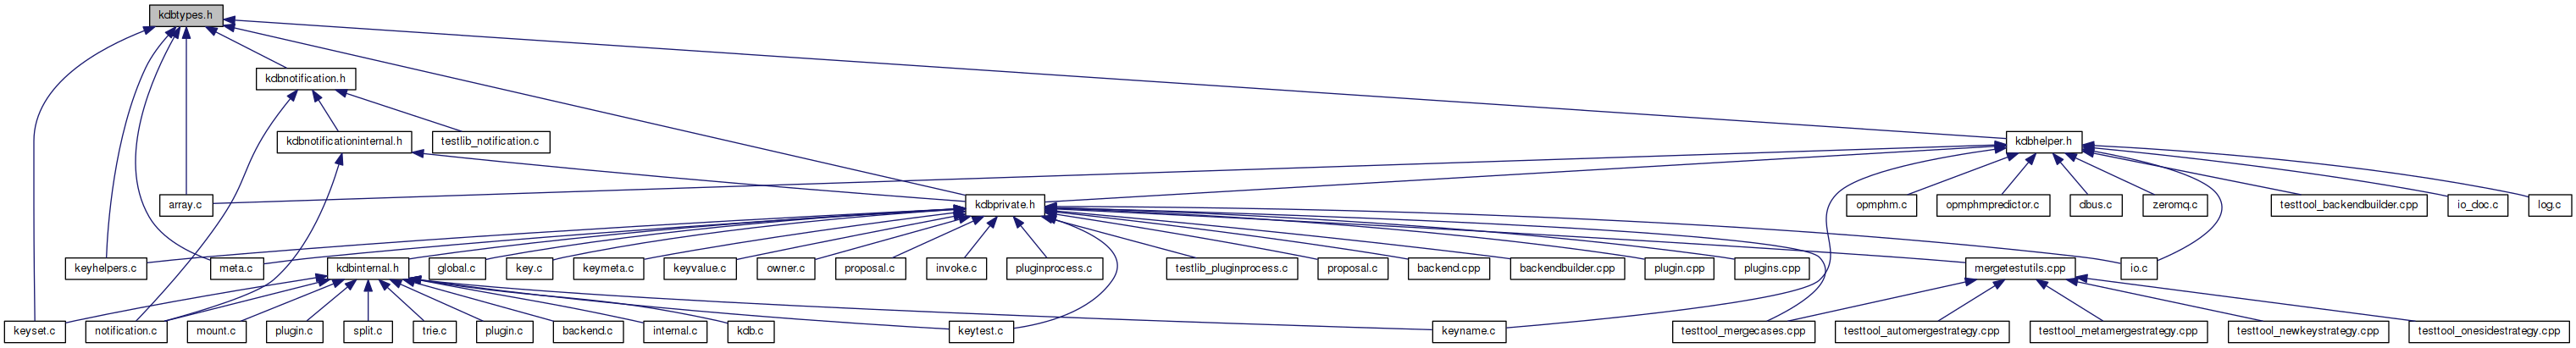 kdbtypes.h
kdbnotification.h
kdbnotificationinternal.h
testlib_notification.c
kdbhelper.h
array.c
kdbprivate.h
opmphm.c
opmphmpredictor.c
dbus.c
zeromq.c
testtool_backendbuilder.cpp
io_doc.c
log.c
keyhelpers.c
meta.c
kdbinternal.h
global.c
key.c
keymeta.c
keyvalue.c
owner.c
proposal.c
invoke.c
pluginprocess.c
testlib_pluginprocess.c
proposal.c
backend.cpp
backendbuilder.cpp
plugin.cpp
plugins.cpp
mergetestutils.cpp
io.c
keyset.c
notification.c
mount.c
plugin.c
split.c
trie.c
plugin.c
backend.c
internal.c
kdb.c
keytest.c
keyname.c
testtool_mergecases.cpp
testtool_automergestrategy.cpp
testtool_metamergestrategy.cpp
testtool_newkeystrategy.cpp
testtool_onesidestrategy.cpp